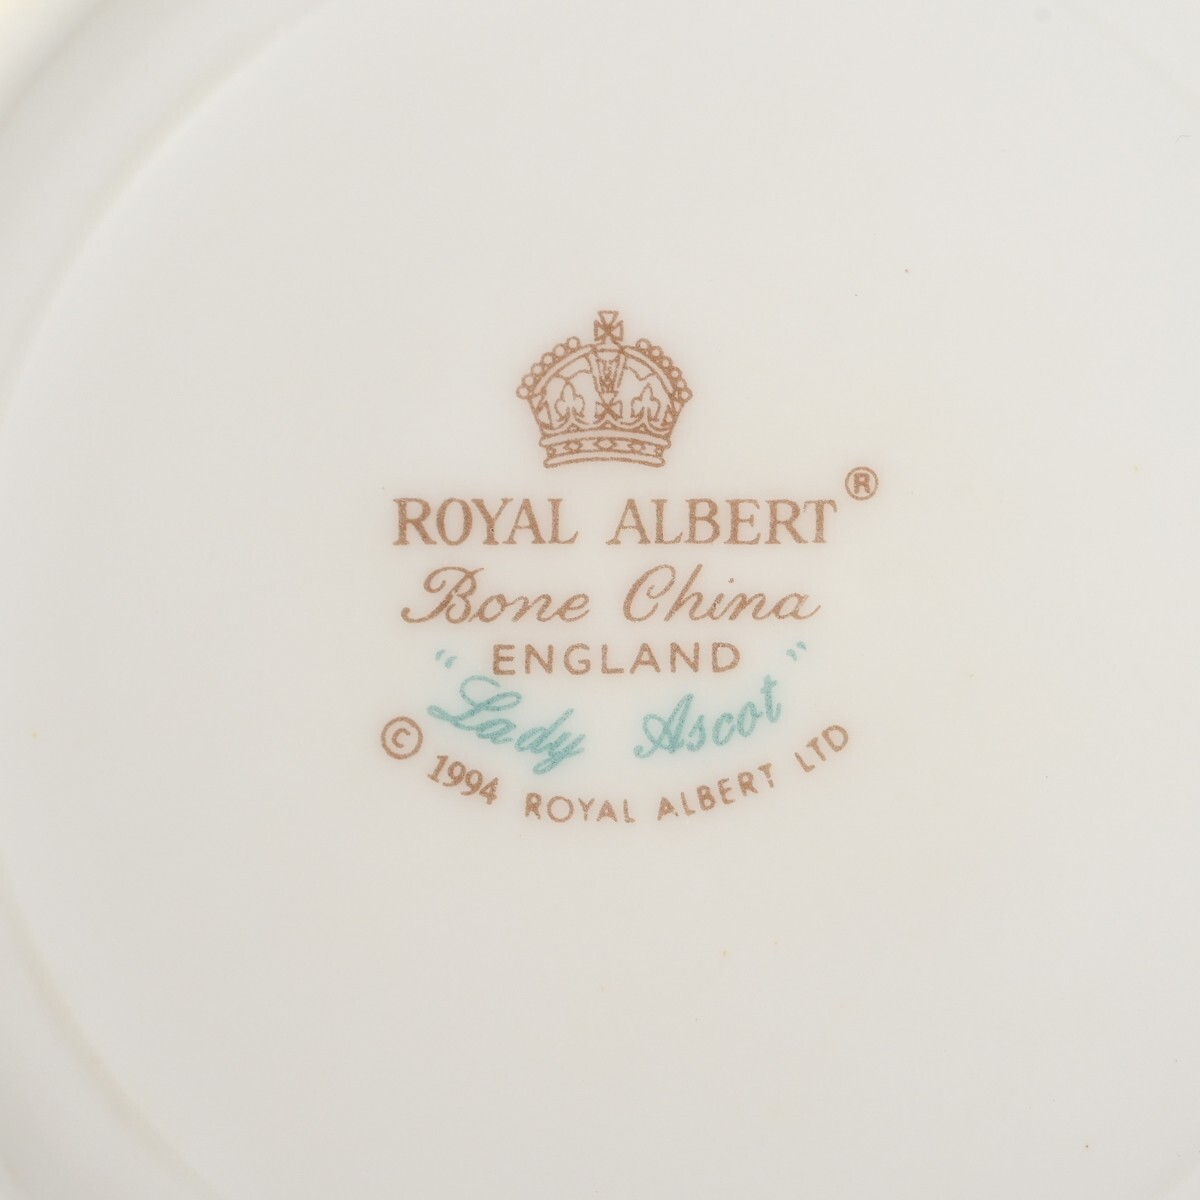 ROYAL ALBERT ®
Bone China
ENGLAND
"Lady Ascot"
© 1994 ROYAL ALBERT LTD